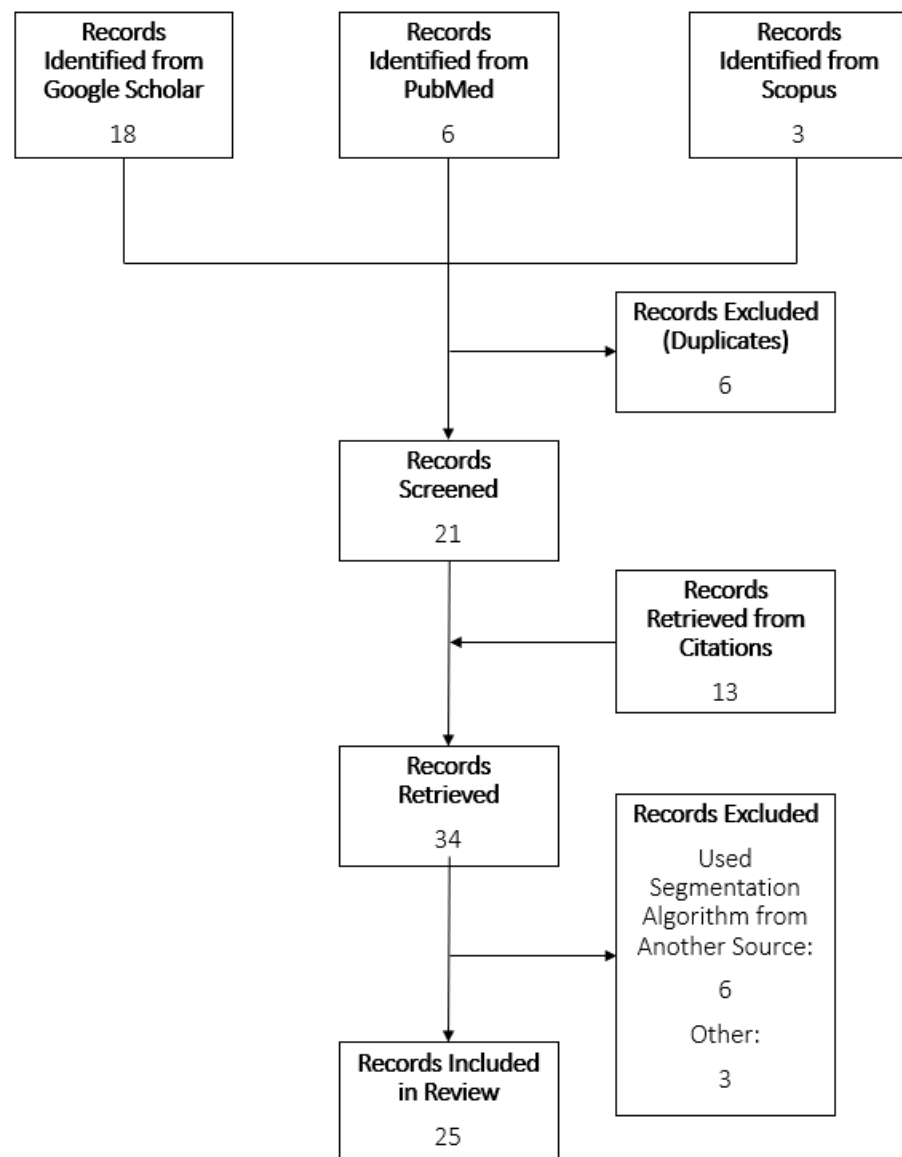 Records
Identified from
Google Scholar
18
Records
Identified from
PubMed
6
Records
Identified from
Scopus
3
Records Excluded
(Duplicates)
6
Records
Screened
21
Records
Retrieved from
Citations
13
Records
Retrieved
34
Records Excluded
Used
Segmentation
Algorithm from
Another Source:
6
Other:
3
Records Included
in Review
25